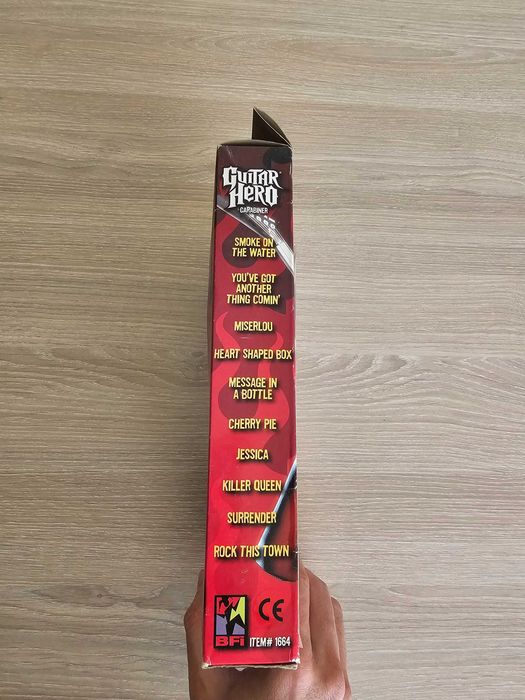 GUITAR
HERO
CARABINER
SMOKE ON
THE WATER
YOU'VE GOT
ANOTHER
THING COMIN'
MISERLOU
HEART SHAPED BOX
MESSAGE IN
A BOTTLE
CHERRY PIE
JESSICA
KILLER QUEEN
SURRENDER
ROCK THIS TOWN
CE
BFi ITEM# 1664